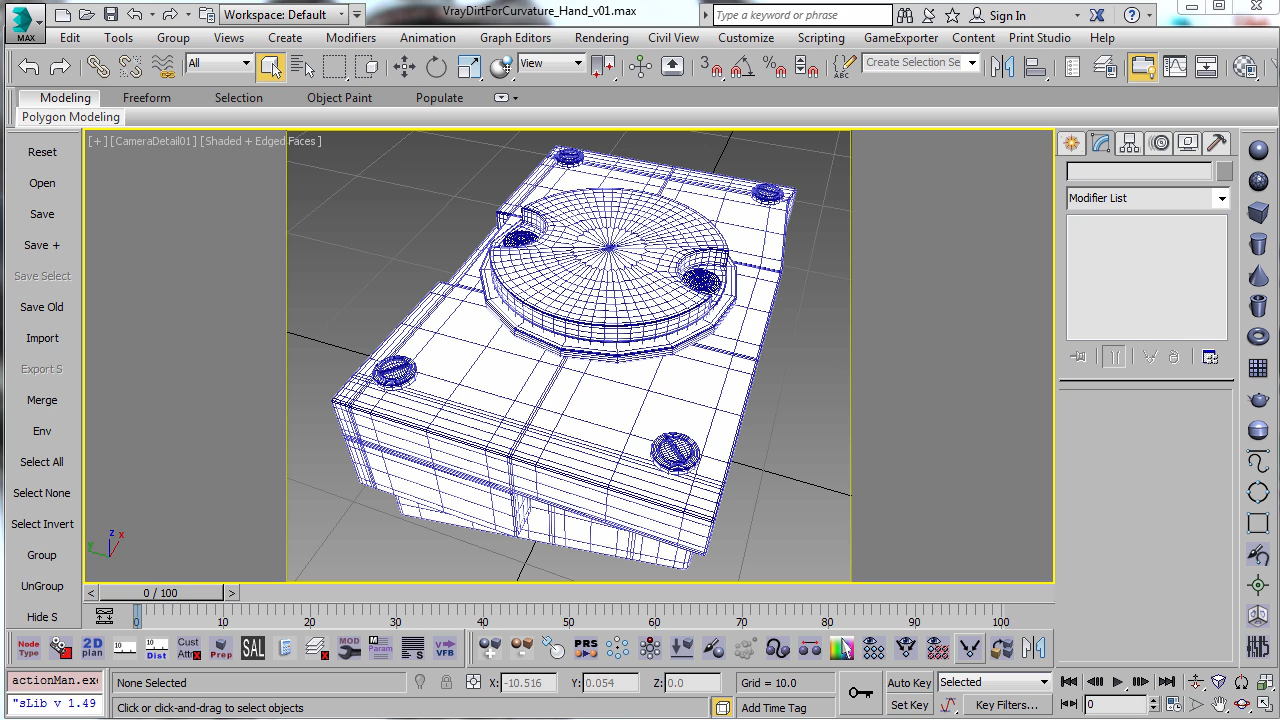 Workspace: Default
VrayDirtForCurvature_Hand_v01.max
Type a keyword or phrase
Sign In
MAX
Edit Tools Group Views Create Modifiers Animation Graph Editors Rendering Civil View Customize Scripting GameExporter Content Print Studio Help
All
View
3
%
ABC
Create Selection Se
Modeling Freeform Selection Object Paint Populate
Polygon Modeling
[+] [CameraDetail01] [Shaded + Edged Faces ]
Reset
Open
Save
Save +
Save Select
Save Old
Import
Export S
Merge
Env
Select All
Select None
Select Invert
Group
UnGroup
Hide S
Modifier List
z
x
y
< 0 / 100 >
0 10 20 30 40 50 60 70 80 90 100
Node Type
2D plan
10
10 Dist
Cust Attr
Prep
SAL
MOD
Param
S
VFB
PRS
actionMan.exe
"sLib v 1.49
None Selected
X: -10.516
Y: 0.054
Z: 0.0
Grid = 10.0
Auto Key
Selected
Click or click-and-drag to select objects
Add Time Tag
Set Key
Key Filters...
0